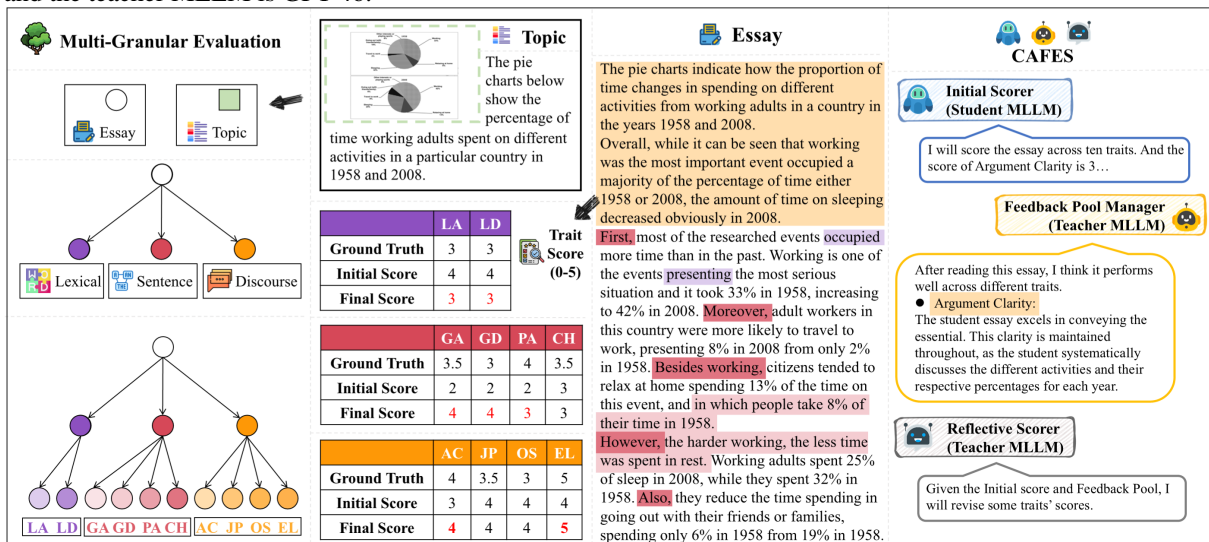 and the teacher MLLM is GPT-4o.
Multi-Granular Evaluation
Essay
Topic
Lexical
Sentence
Discourse
LA LD GA GD PA CH AC JP OS EL
Topic
The pie
charts below
show the
percentage of
time working adults spent on different
activities in a particular country in
1958 and 2008.
LA LD
Ground Truth 3 3
Initial Score 4 4
Final Score 3 3
Trait
Score
(0-5)
GA GD PA CH
Ground Truth 3.5 3 4 3.5
Initial Score 2 2 2 3
Final Score 4 4 3 3
AC JP OS EL
Ground Truth 4 3.5 3 5
Initial Score 3 4 4 4
Final Score 4 4 4 5
Essay
The pie charts indicate how the proportion of
time changes in spending on different
activities from working adults in a country in
the years 1958 and 2008.
Overall, while it can be seen that working
was the most important event occupied a
majority of the percentage of time either
1958 or 2008, the amount of time on sleeping
decreased obviously in 2008.
First, most of the researched events occupied
more time than in the past. Working is one of
the events presenting the most serious
situation and it took 33% in 1958, increasing
to 42% in 2008. Moreover, adult workers in
this country were more likely to travel to
work, presenting 8% in 2008 from only 2%
in 1958. Besides working, citizens tended to
relax at home spending 13% of the time on
this event, and in which people take 8% of
their time in 1958.
However, the harder working, the less time
was spent in rest. Working adults spent 25%
of sleep in 2008, while they spent 32% in
1958. Also, they reduce the time spending in
going out with their friends or families,
spending only 6% in 1958 from 19% in 1958.
CAFES
Initial Scorer
(Student MLLM)
I will score the essay across ten traits. And the
score of Argument Clarity is 3…
Feedback Pool Manager
(Teacher MLLM)
After reading this essay, I think it performs
well across different traits.
● Argument Clarity:
The student essay excels in conveying the
essential. This clarity is maintained
throughout, as the student systematically
discusses the different activities and their
respective percentages for each year.
Reflective Scorer
(Teacher MLLM)
Given the Initial score and Feedback Pool, I
will revise some traits' scores.